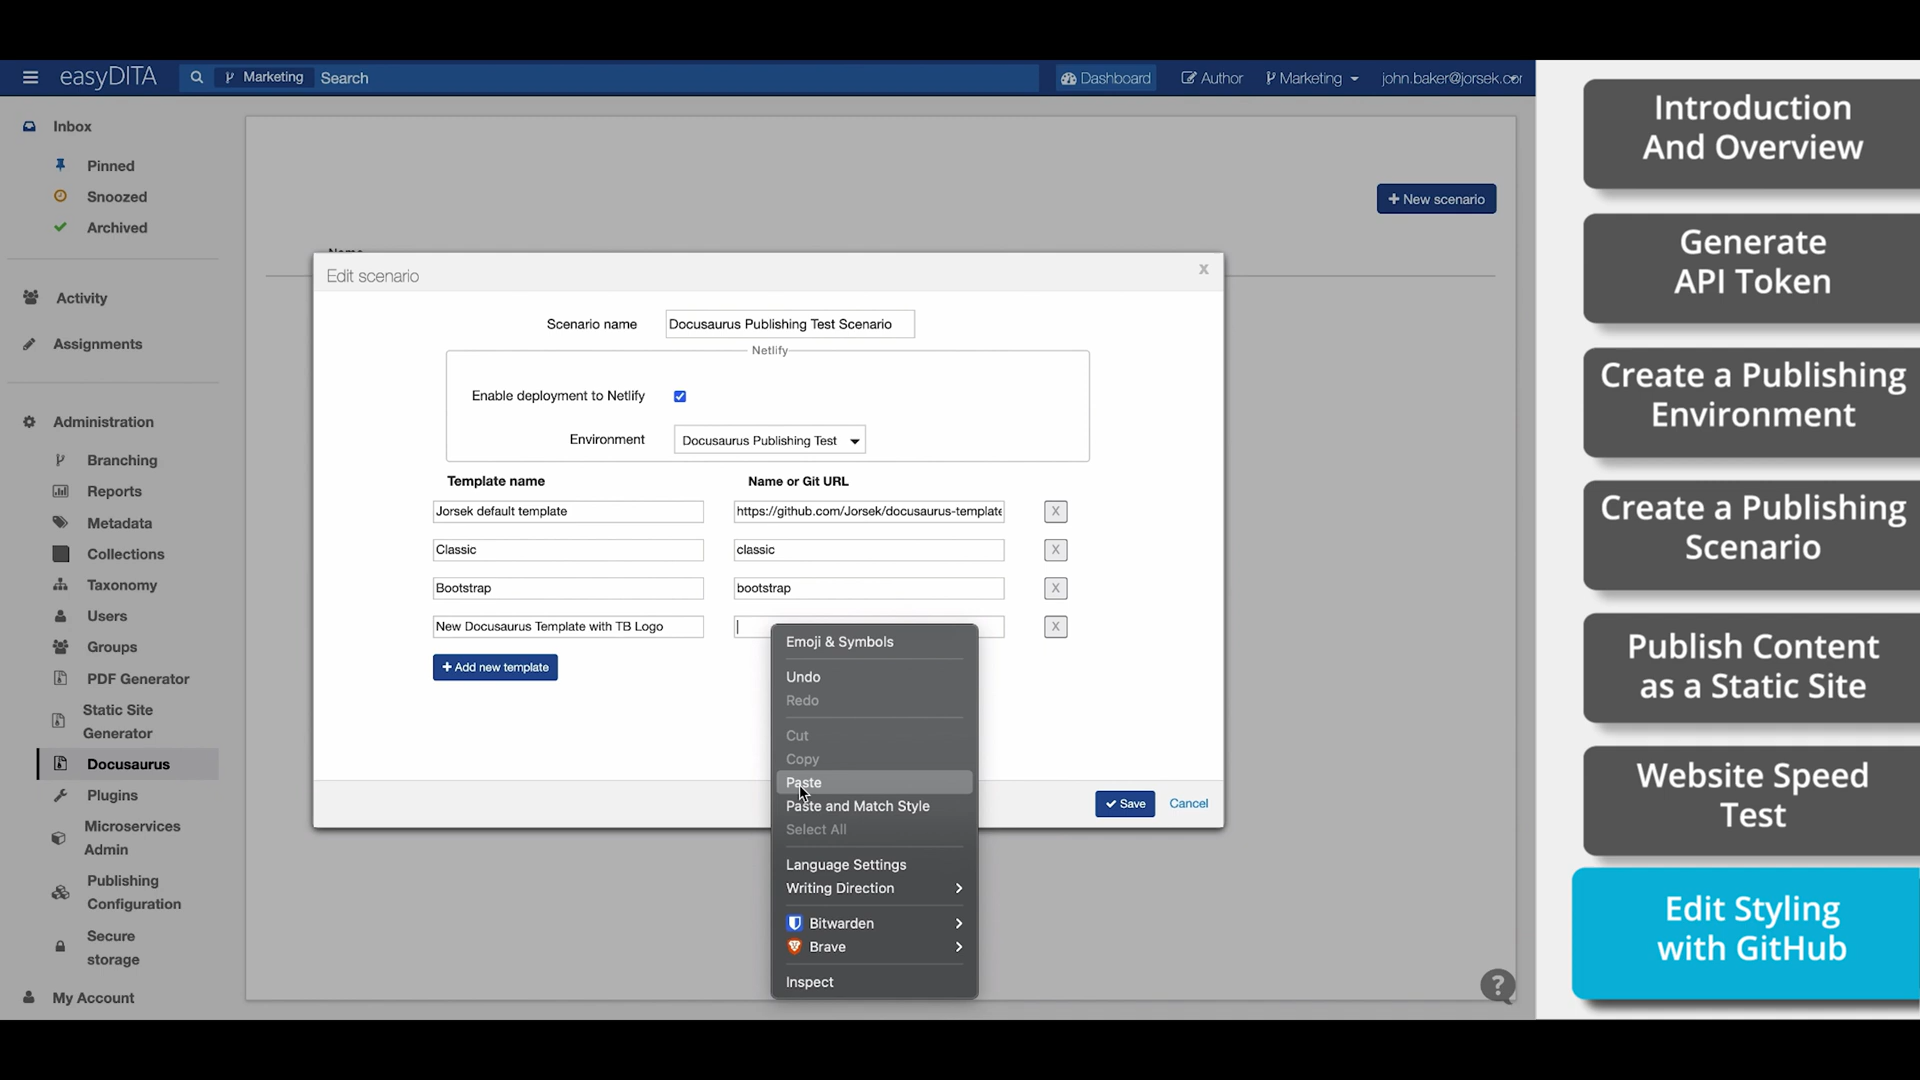 easyDITA
Marketing
Search
Dashboard
Author
Marketing
john.baker@jorsek.cor
Inbox
Pinned
Snoozed
Archived
Activity
Assignments
Administration
Branching
Reports
Metadata
Collections
Taxonomy
Users
Groups
PDF Generator
Static Site
Generator
Docusaurus
Plugins
Microservices
Admin
Publishing
Configuration
Secure
storage
My Account
+ New scenario
Name
Edit scenario
X
Scenario name
Docusaurus Publishing Test Scenario
Netlify
Enable deployment to Netlify
Environment
Docusaurus Publishing Test
Template name
Name or Git URL
Jorsek default template
https://github.com/Jorsek/docusaurus-template
X
Classic
classic
X
Bootstrap
bootstrap
X
New Docusaurus Template with TB Logo
X
+ Add new template
Save
Cancel
Emoji & Symbols
Undo
Redo
Cut
Copy
Paste
Paste and Match Style
Select All
Language Settings
Writing Direction
Bitwarden
Brave
Inspect
?
Introduction
And Overview
Generate
API Token
Create a Publishing
Environment
Create a Publishing
Scenario
Publish Content
as a Static Site
Website Speed
Test
Edit Styling
with GitHub